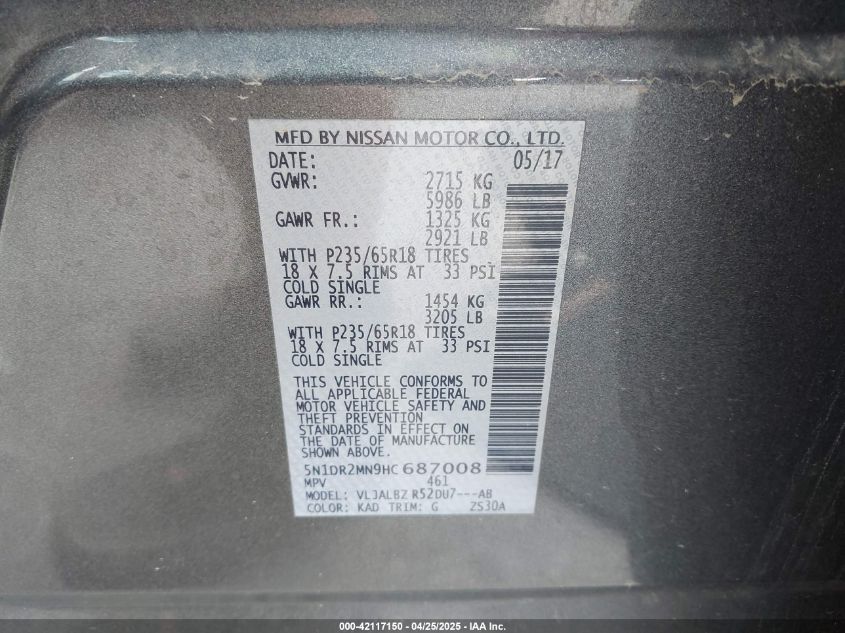 MFD BY NISSAN MOTOR CO., LTD.
DATE: 05/17
GVWR: 2715 KG
5986 LB
GAWR FR.: 1325 KG
2921 LB
WITH P235/65R18 TIRES
18 X 7.5 RIMS AT 33 PSI
COLD SINGLE
GAWR RR.: 1454 KG
3205 LB
WITH P235/65R18 TIRES
18 X 7.5 RIMS AT 33 PSI
COLD SINGLE
THIS VEHICLE CONFORMS TO
ALL APPLICABLE FEDERAL
MOTOR VEHICLE SAFETY AND
THEFT PREVENTION
STANDARDS IN EFFECT ON
THE DATE OF MANUFACTURE
SHOWN ABOVE.
5N1DR2MN9HC687008
MPV 461
MODEL: VLJALBZ R52DU7---AB
COLOR: KAD TRIM: G ZS30A
000-42117150 - 04/25/2025 - IAA Inc.